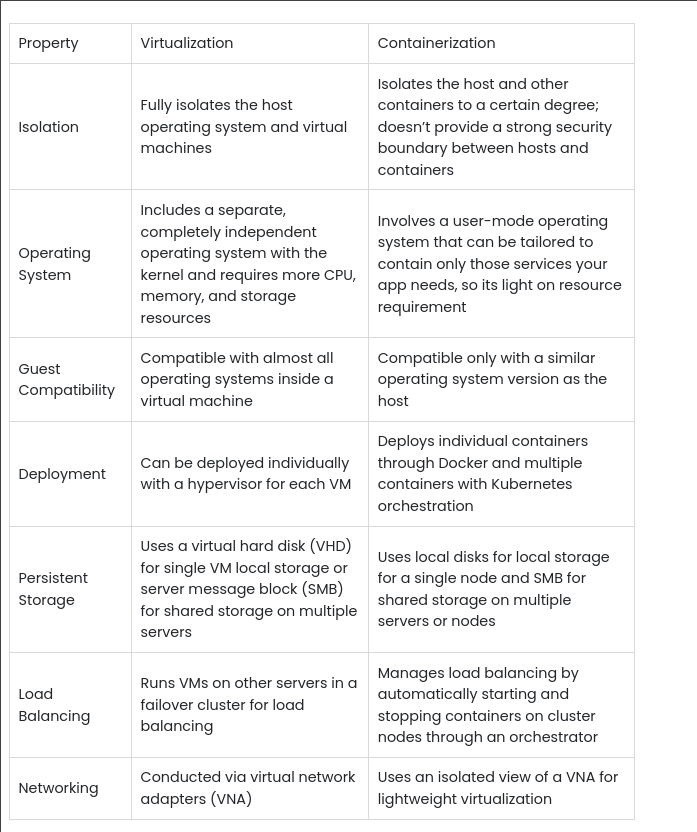 Property
Virtualization
Containerization
Isolation
Fully isolates the host
operating system and virtual
machines
Isolates the host and other
containers to a certain degree;
doesn’t provide a strong security
boundary between hosts and
containers
Operating
System
Includes a separate,
completely independent
operating system with the
kernel and requires more CPU,
memory, and storage
resources
Involves a user-mode operating
system that can be tailored to
contain only those services your
app needs, so its light on resource
requirement
Guest
Compatibility
Compatible with almost all
operating systems inside a
virtual machine
Compatible only with a similar
operating system version as the
host
Deployment
Can be deployed individually
with a hypervisor for each VM
Deploys individual containers
through Docker and multiple
containers with Kubernetes
orchestration
Persistent
Storage
Uses a virtual hard disk (VHD)
for single VM local storage or
server message block (SMB)
for shared storage on multiple
servers
Uses local disks for local storage
for a single node and SMB for
shared storage on multiple
servers or nodes
Load
Balancing
Runs VMs on other servers in a
failover cluster for load
balancing
Manages load balancing by
automatically starting and
stopping containers on cluster
nodes through an orchestrator
Networking
Conducted via virtual network
adapters (VNA)
Uses an isolated view of a VNA for
lightweight virtualization